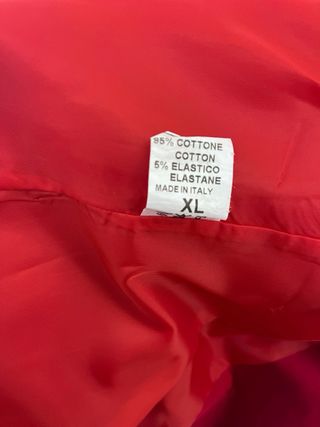 95% COTTONE
COTTON
5% ELASTICO
ELASTANE
MADE IN ITALY
XL